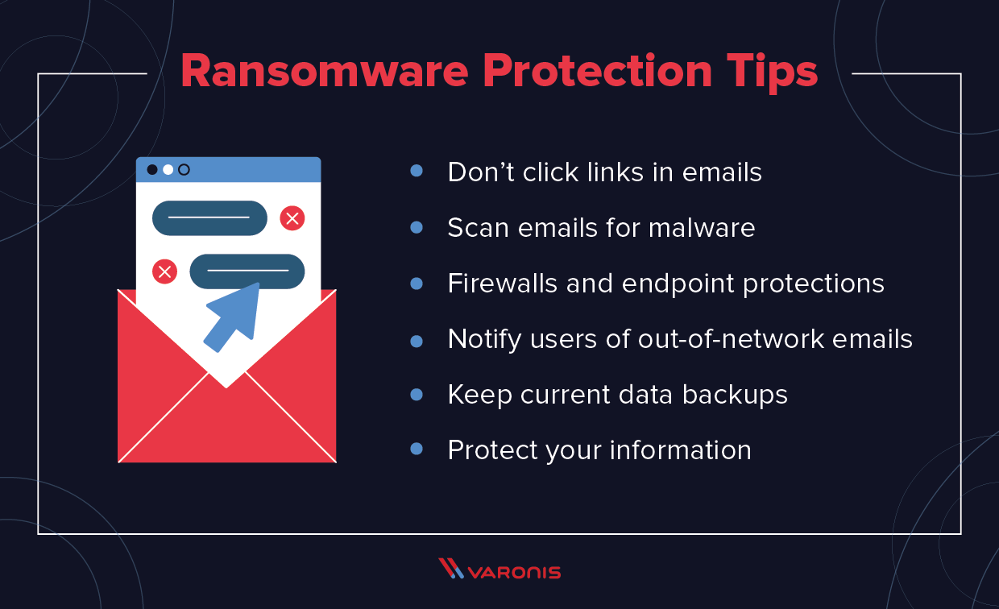 Ransomware Protection Tips
Don’t click links in emails
Scan emails for malware
Firewalls and endpoint protections
Notify users of out-of-network emails
Keep current data backups
Protect your information
VARONIS